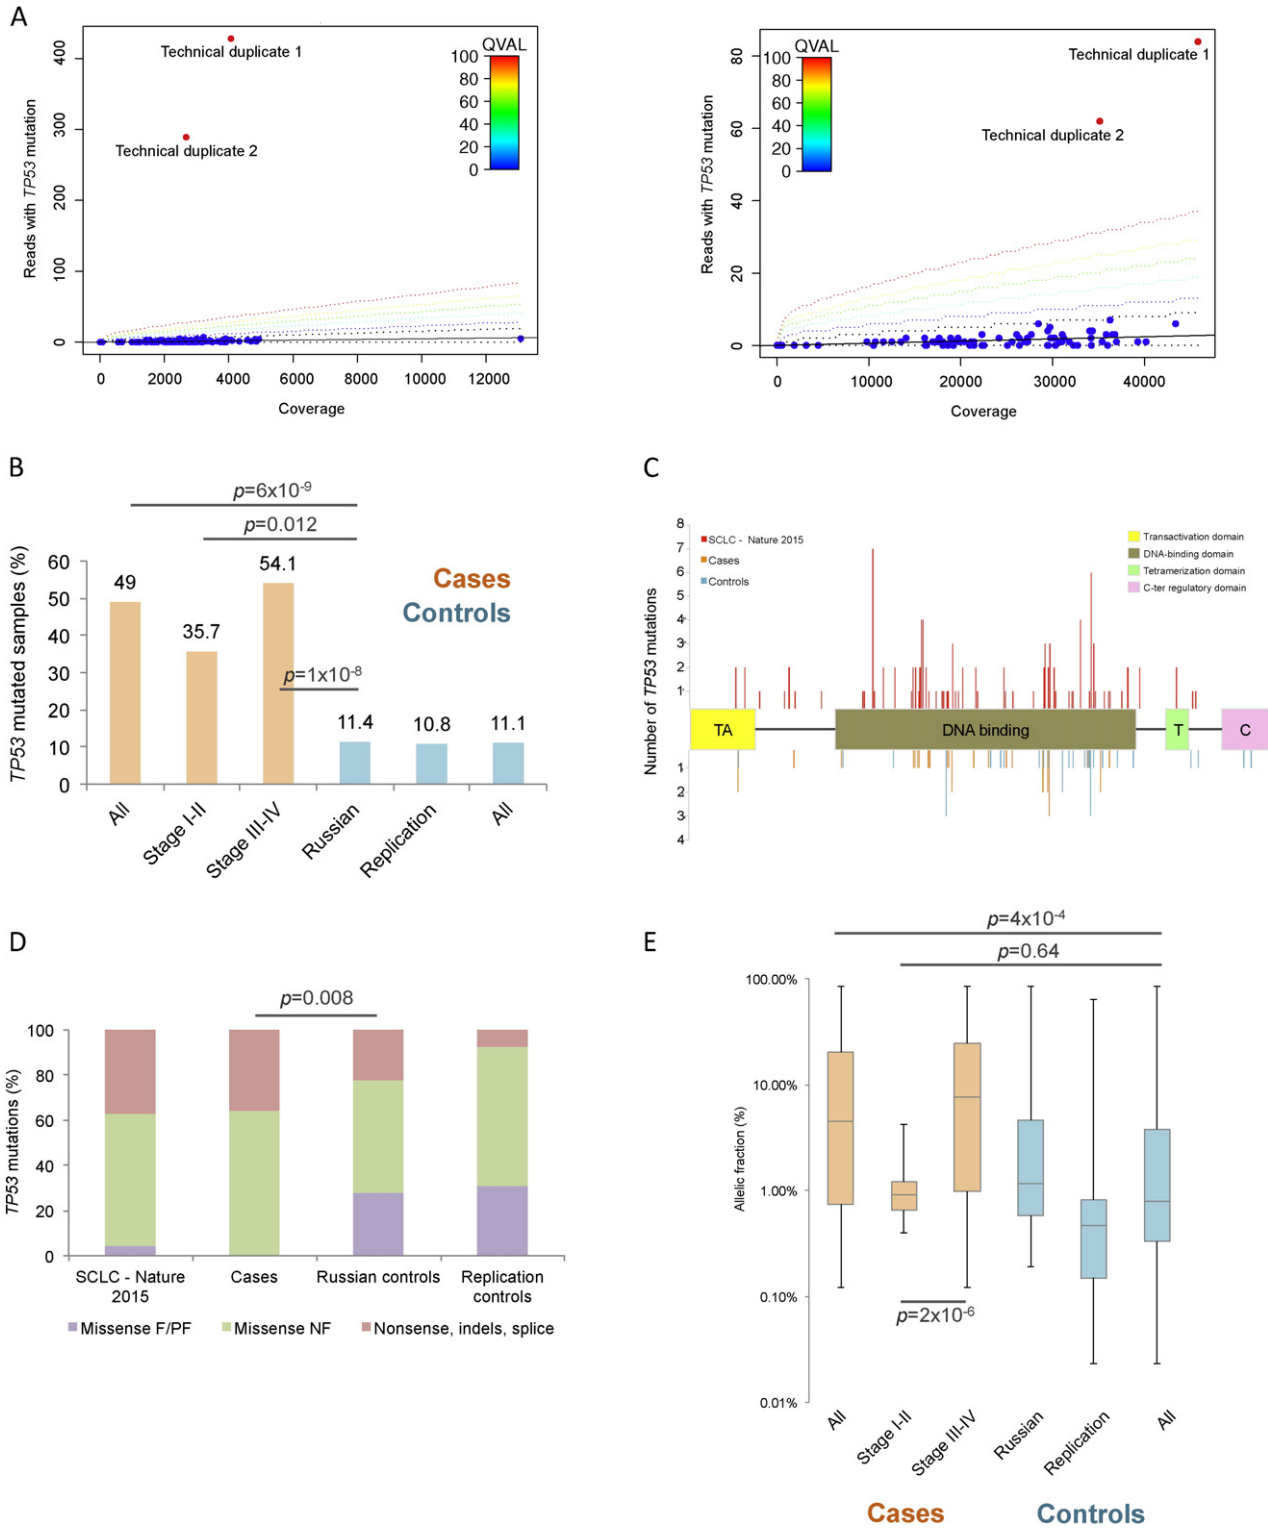 A
Reads with TP53 mutation
400
300
200
100
0
Technical duplicate 1
Technical duplicate 2
QVAL
100
80
60
40
20
0
0 2000 4000 6000 8000 10000 12000
Coverage
Reads with TP53 mutation
80
60
40
20
0
QVAL
100
80
60
40
20
0
Technical duplicate 1
Technical duplicate 2
0 10000 20000 30000 40000
Coverage
B
p=6x10-9
p=0.012
p=1x10-8
TP53 mutated samples (%)
60
50
40
30
20
10
0
49
35.7
54.1
11.4
10.8
11.1
Cases
Controls
All
Stage I-II
Stage III-IV
Russian
Replication
All
C
Number of TP53 mutations
8
7
6
5
4
3
2
1
1
2
3
4
SCLC - Nature 2015
Cases
Controls
Transactivation domain
DNA-binding domain
Tetramerization domain
C-ter regulatory domain
TA
DNA binding
T
C
D
p=0.008
TP53 mutations (%)
100
80
60
40
20
0
SCLC - Nature
2015
Cases
Russian controls
Replication
controls
Missense F/PF
Missense NF
Nonsense, indels, splice
E
p=4x10-4
p=0.64
Allelic fraction (%)
100.00%
10.00%
1.00%
0.10%
0.01%
p=2x10-6
All
Stage I-II
Stage III-IV
Russian
Replication
All
Cases
Controls